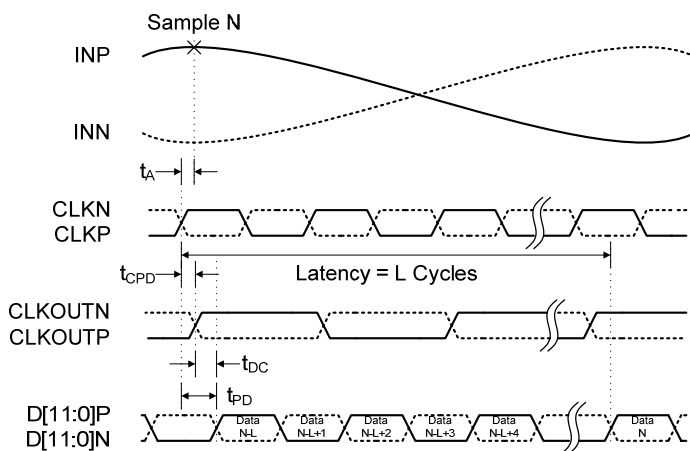 Sample N
INP
INN
tA
CLKN
CLKP
tCPD
Latency = L Cycles
CLKOUTN
CLKOUTP
tDC
tPD
D[11:0]P
D[11:0]N
Data
N-L
Data
N-L+1
Data
N-L+2
Data
N-L+3
Data
N-L+4
Data
N